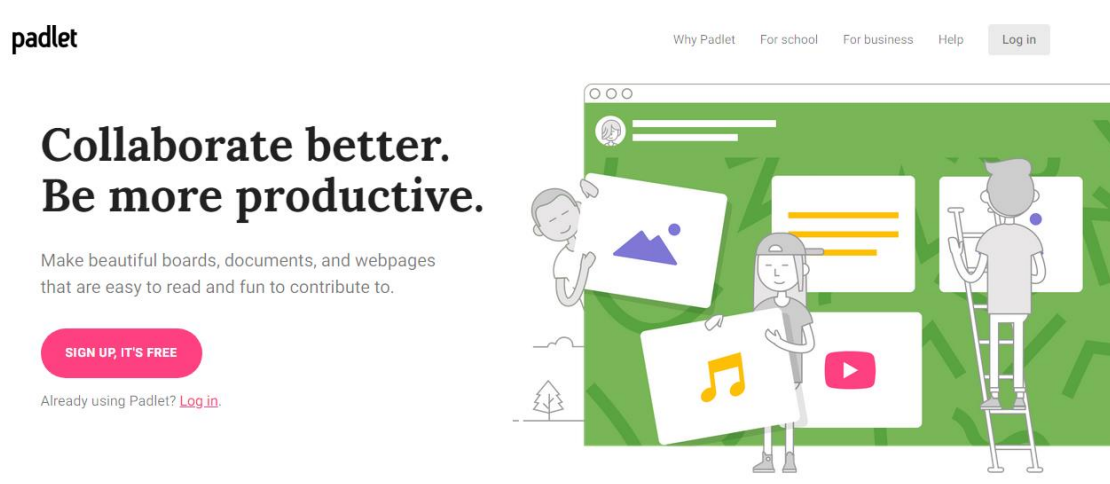 padlet
Why Padlet For school For business Help Log in
Collaborate better.
Be more productive.
Make beautiful boards, documents, and webpages
that are easy to read and fun to contribute to.
SIGN UP, IT'S FREE
Already using Padlet? Log in.